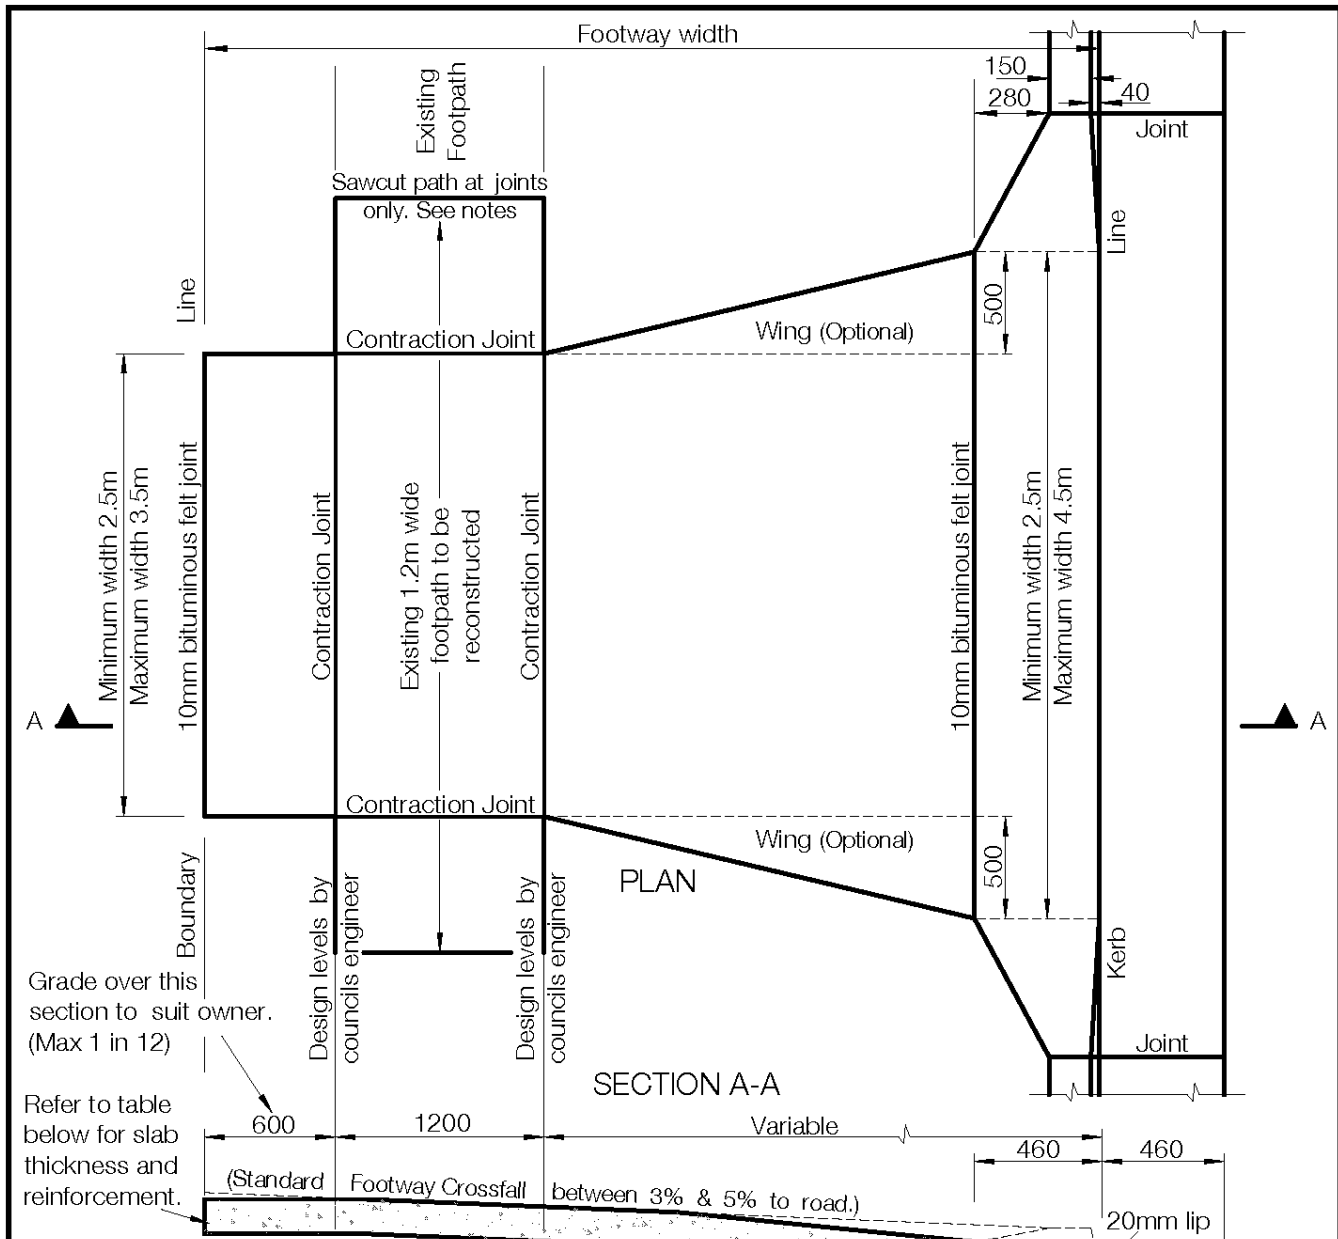 Footway width
150
280
40
Joint
Existing
Footpath
Sawcut path at joints
only. See notes
Line
Line
500
Contraction Joint
Wing (Optional)
Minimum width 2.5m
Maximum width 3.5m
10mm bituminous felt joint
Contraction Joint
Existing 1.2m wide
footpath to be
reconstructed
Contraction Joint
10mm bituminous felt joint
Minimum width 2.5m
Maximum width 4.5m
A
A
Contraction Joint
Wing (Optional)
500
PLAN
Boundary
Design levels by
councils engineer
Design levels by
councils engineer
Kerb
Grade over this
section to suit owner.
(Max 1 in 12)
Joint
SECTION A-A
Refer to table
below for slab
thickness and
reinforcement.
600
1200
Variable
460
460
(Standard Footway Crossfall between 3% & 5% to road.)
20mm lip